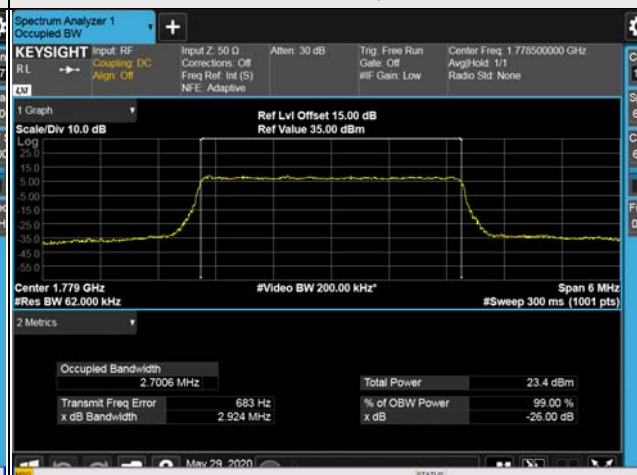 Spectrum Analyzer 1
Occupied BW
+
KEYSIGHT Input: RF Input Z: 50 Ω Atten: 30 dB Trig: Free Run Center Freq: 1.778500000 GHz
RL Coupling: DC Corrections: Off Gate: Off Avg|Hold: 1/1
Align: Off Freq Ref: Int (S) #IF Gain: Low Radio Std: None
LXI NFE: Adaptive
1 Graph
Ref Lvl Offset 15.00 dB
Scale/Div 10.0 dB Ref Value 35.00 dBm
Log
25.0
15.0
5.00
-5.00
-15.0
-25.0
-35.0
-45.0
-55.0
Center 1.779 GHz #Video BW 200.00 kHz* Span 6 MHz
#Res BW 62.000 kHz #Sweep 300 ms (1001 pts)
2 Metrics
Occupied Bandwidth
2.7006 MHz Total Power 23.4 dBm
Transmit Freq Error 683 Hz % of OBW Power 99.00 %
x dB Bandwidth 2.924 MHz x dB -26.00 dB
May 29, 2020
MSG STATUS